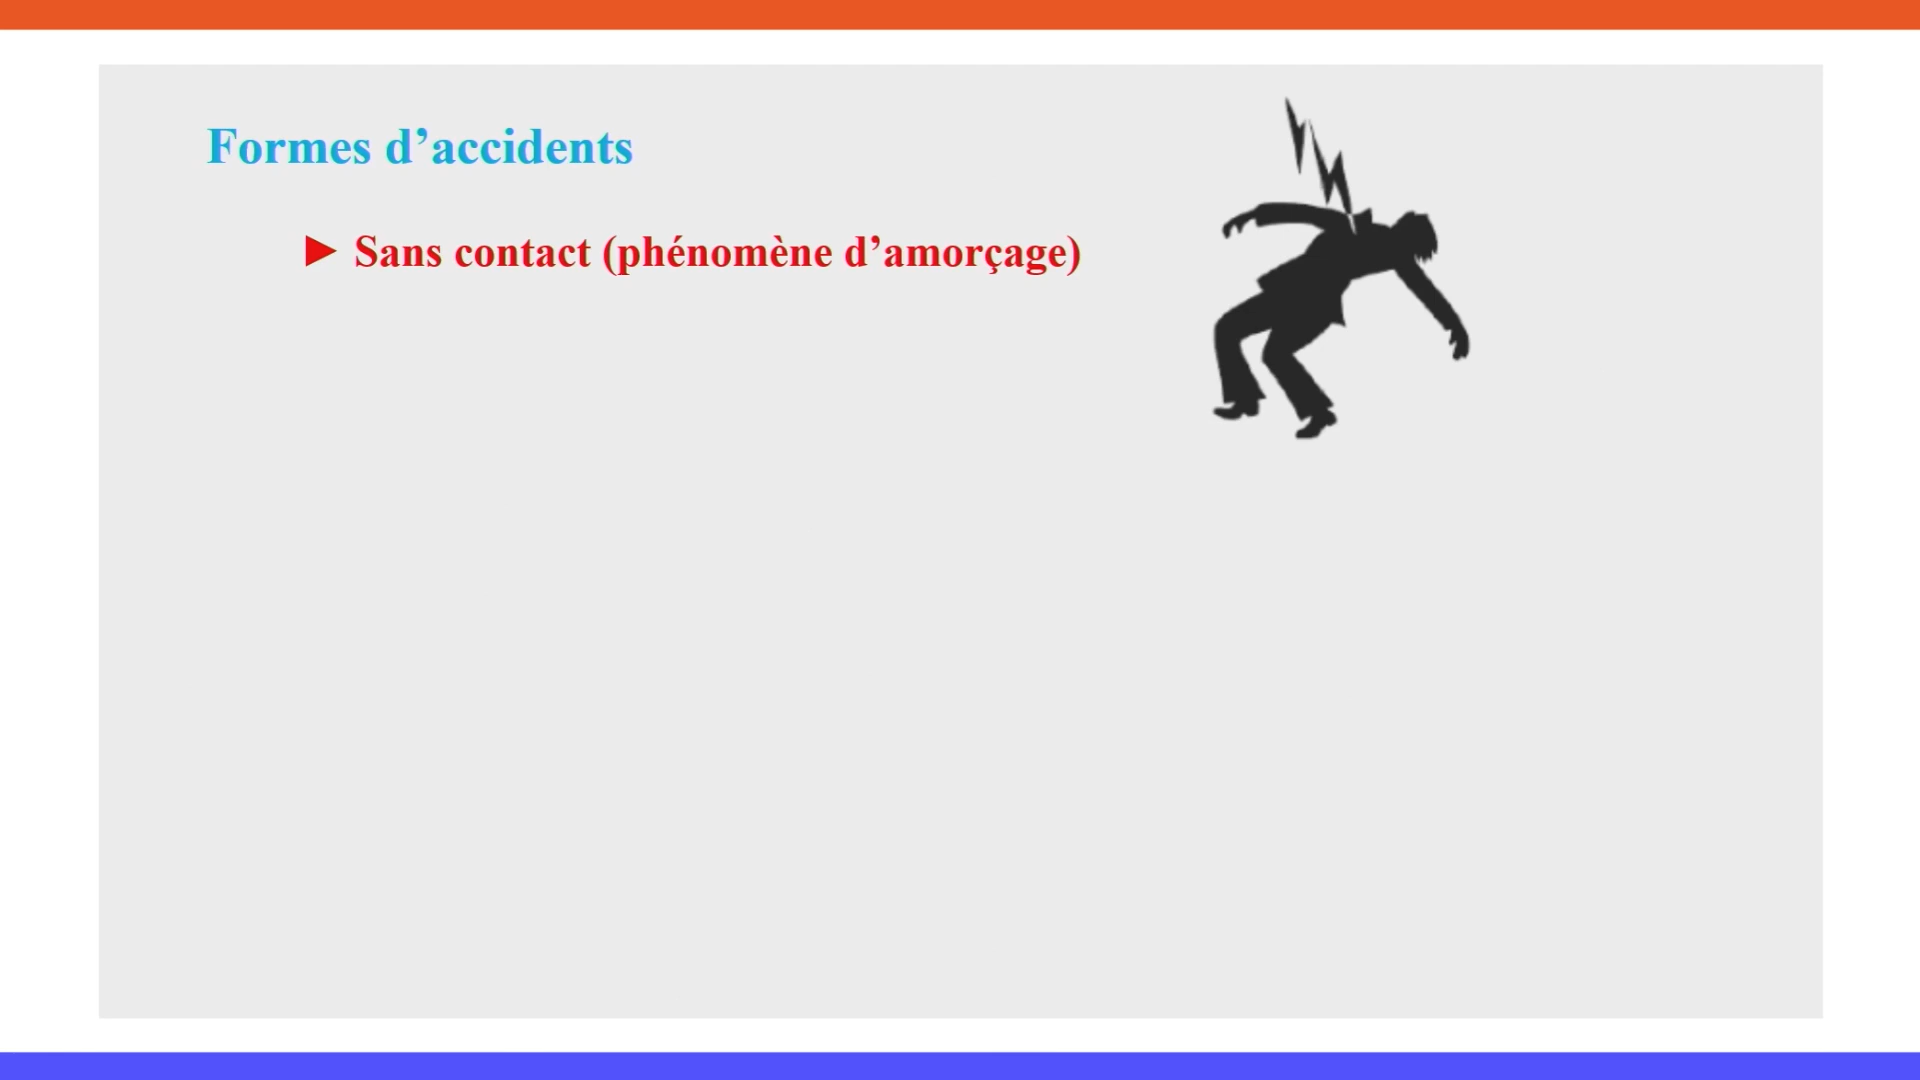 Formes d’accidents
► Sans contact (phénomène d’amorçage)